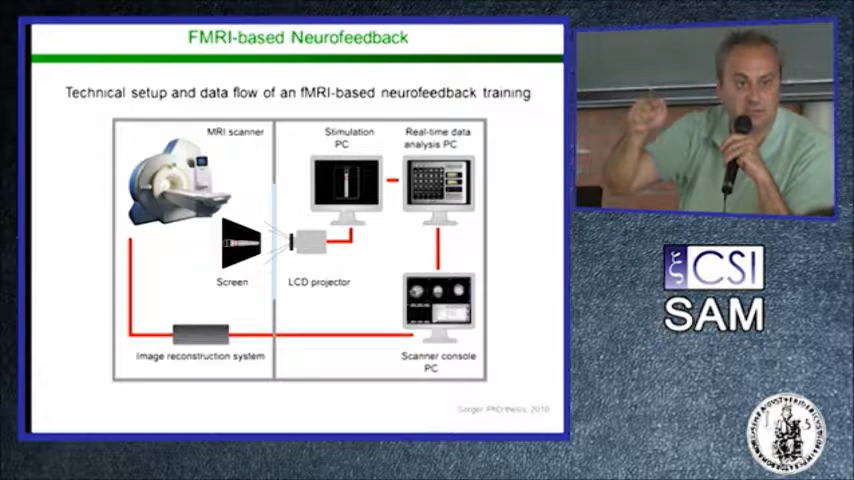 FMRI-based Neurofeedback
Technical setup and data flow of an fMRI-based neurofeedback training
MRI scanner
Stimulation
PC
Real-time data
analysis PC
Screen
LCD projector
Image reconstruction system
Scanner console
PC
Sorger, PhD thesis, 2010
ξCSI
SAM